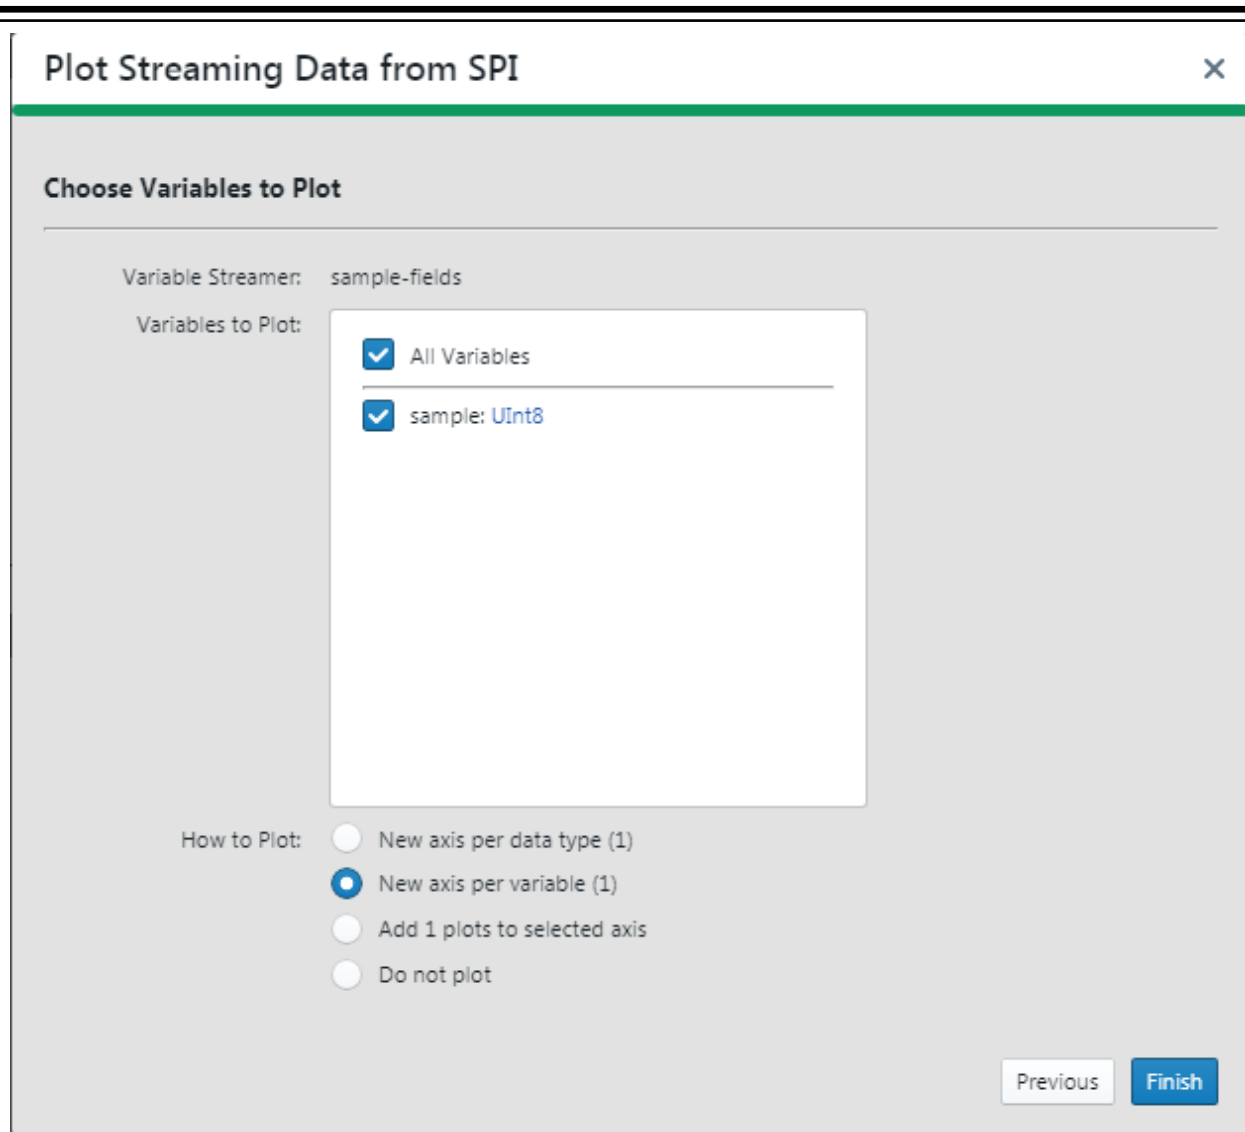 Plot Streaming Data from SPI
Choose Variables to Plot
Variable Streamer: sample-fields
Variables to Plot:
All Variables
sample: UInt8
How to Plot:
New axis per data type (1)
New axis per variable (1)
Add 1 plots to selected axis
Do not plot
Previous Finish